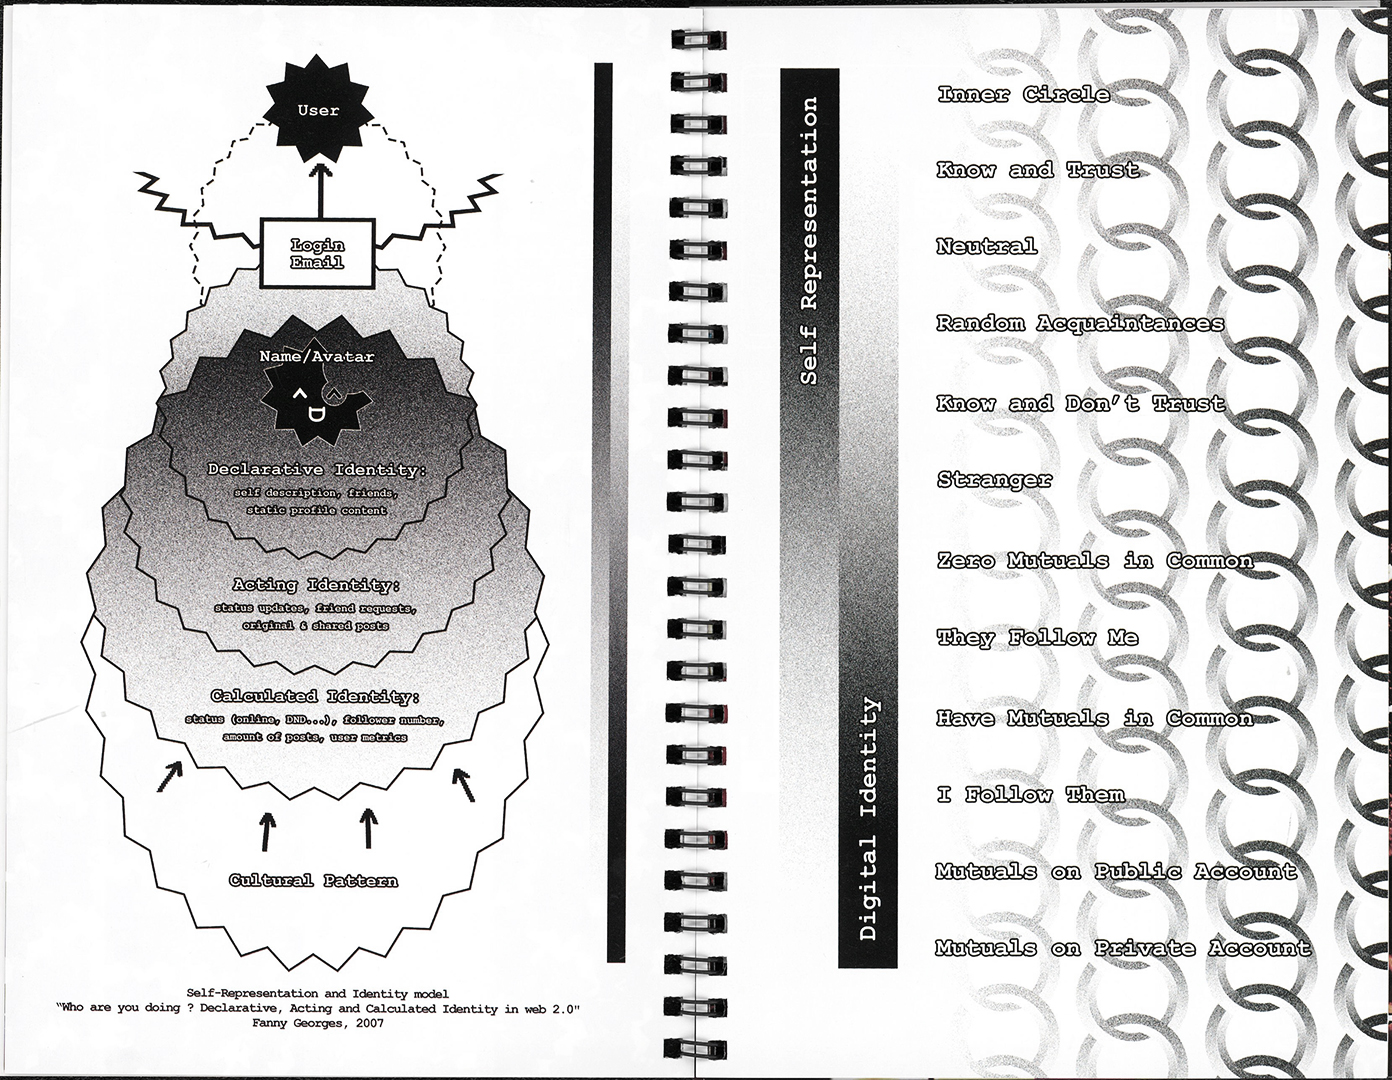 User
Login
Email
Name/Avatar
Declarative Identity:
self description, friends,
static profile content
Acting Identity:
status updates, friend requests,
original & shared posts
Calculated Identity:
status (online, DND...), follower number,
amount of posts, user metrics
Cultural Pattern
Self-Representation and Identity model
"Who are you doing ? Declarative, Acting and Calculated Identity in web 2.0"
Fanny Georges, 2007
Self Representation
Digital Identity
Inner Circle
Know and Trust
Neutral
Random Acquaintances
Know and Don't Trust
Stranger
Zero Mutuals in Common
They Follow Me
Have Mutuals in Common
I Follow Them
Mutuals on Public Account
Mutuals on Private Account